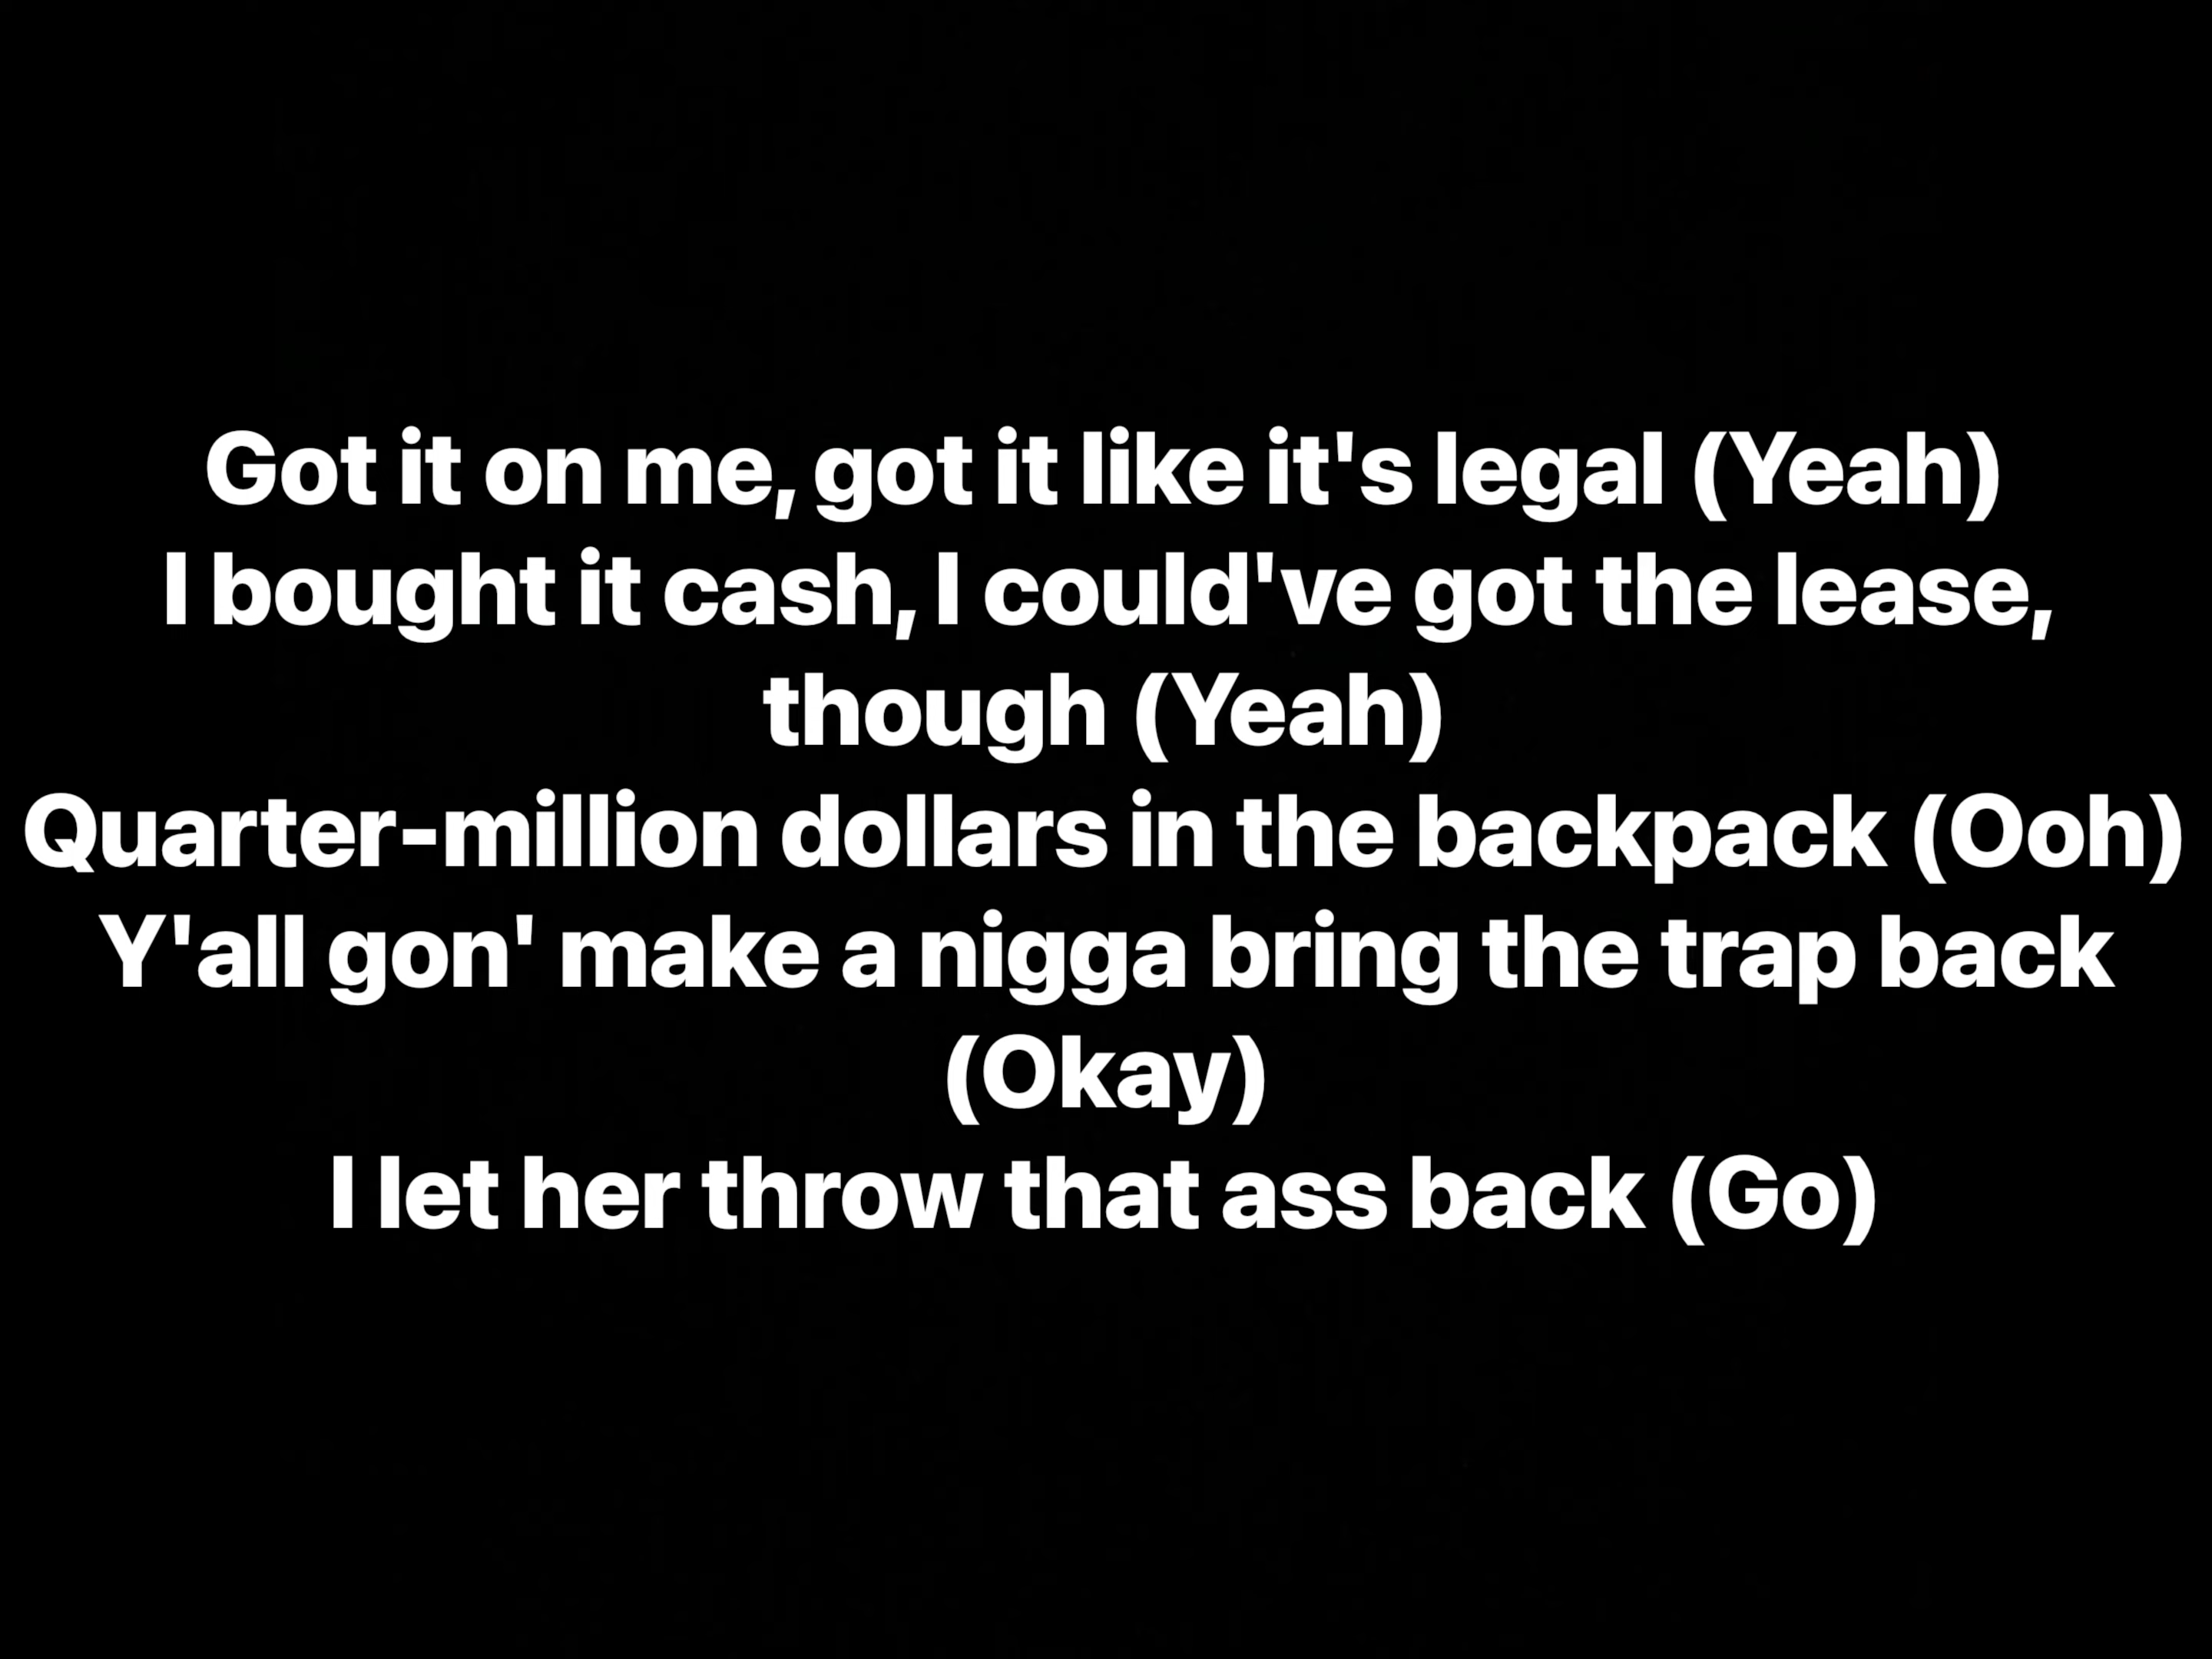 Got it on me, got it like it's legal (Yeah)
I bought it cash, I could've got the lease,
though (Yeah)
Quarter-million dollars in the backpack (Ooh)
Y'all gon' make a nigga bring the trap back
(Okay)
I let her throw that ass back (Go)